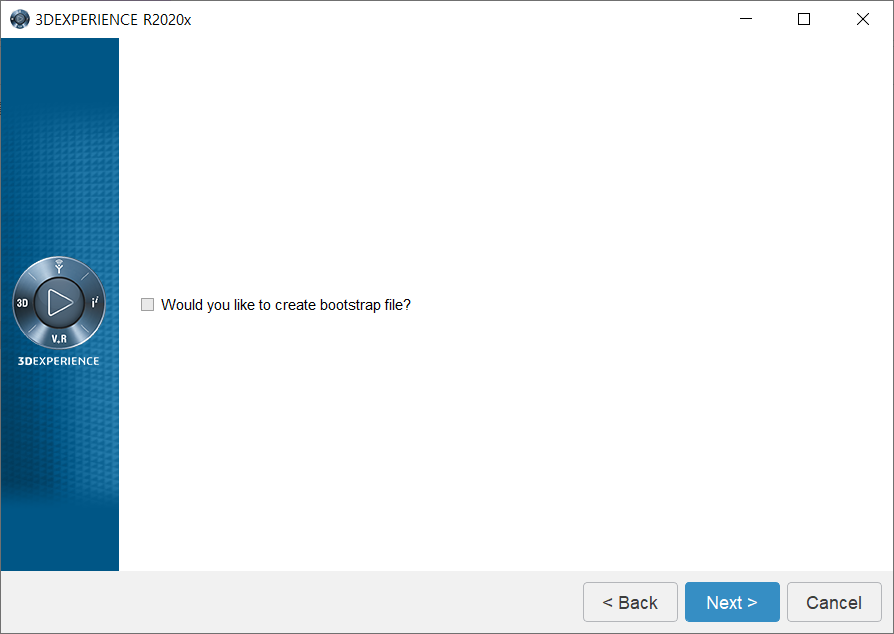 3DEXPERIENCE R2020x
3D
V,R
3DEXPERIENCE
Would you like to create bootstrap file?
< Back
Next >
Cancel